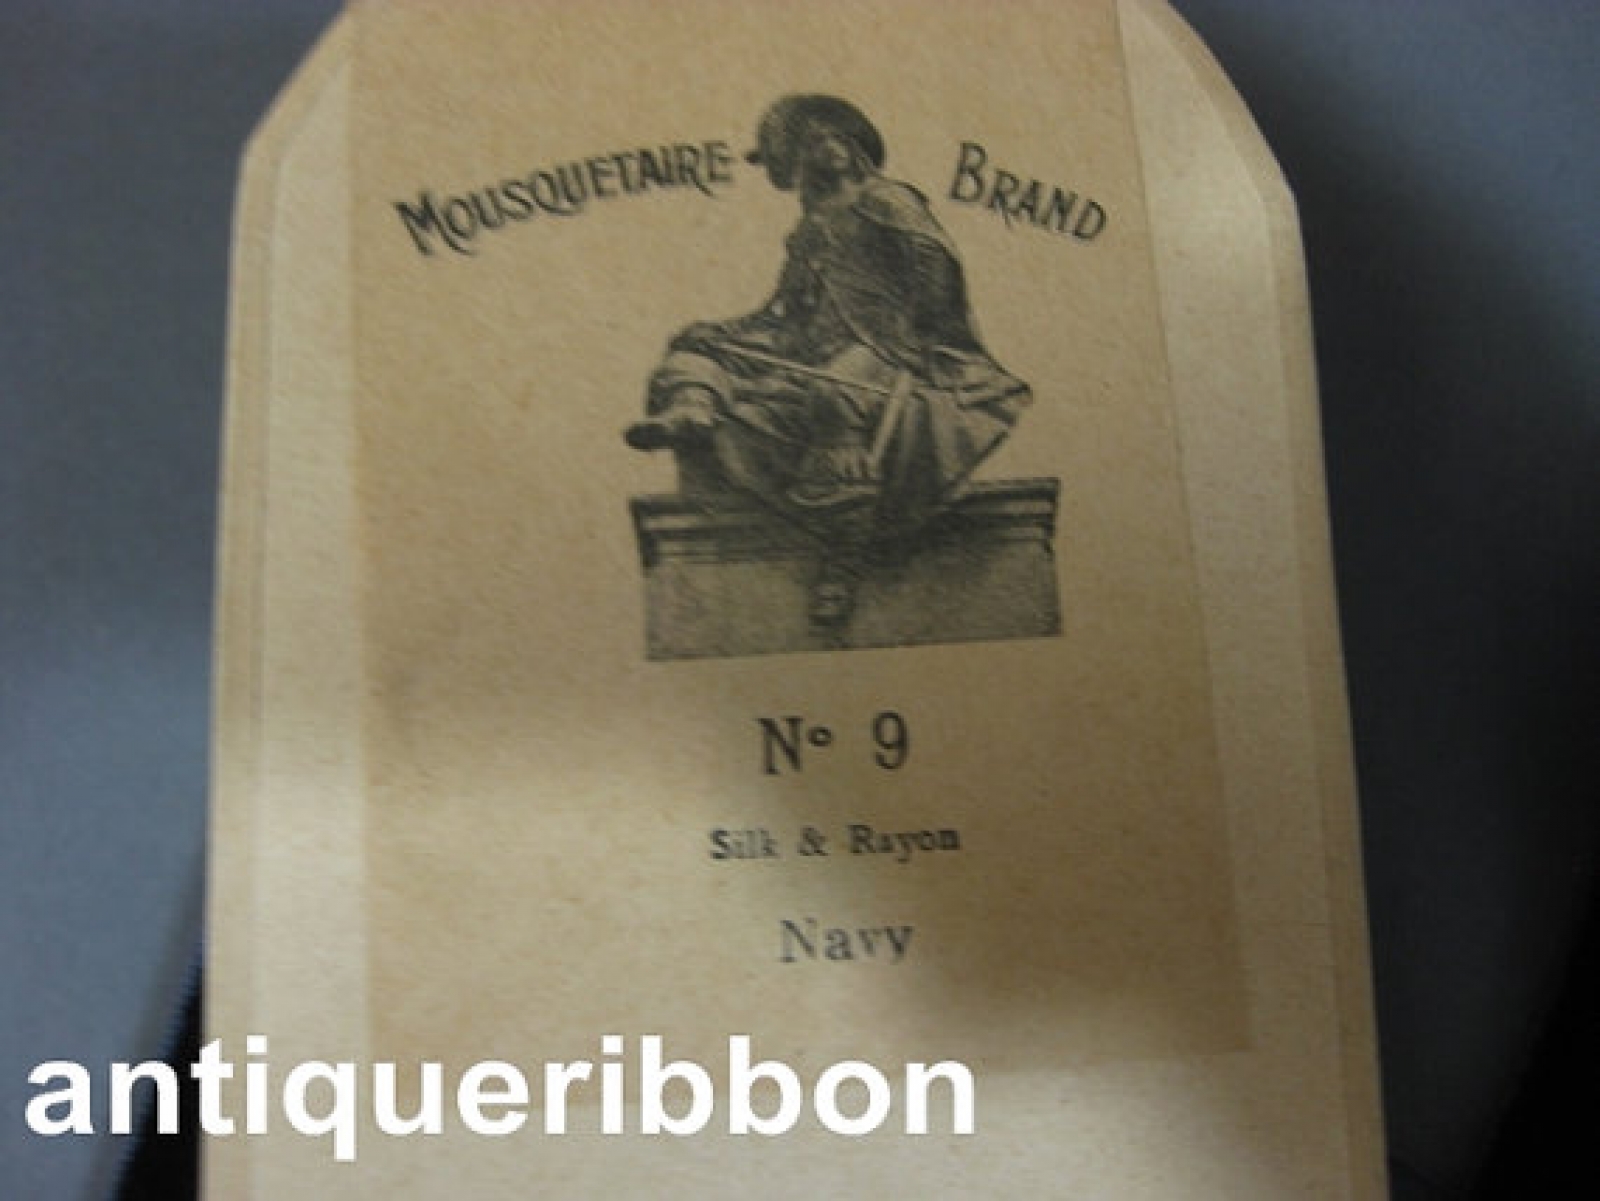 MOUSQUETAIRE BRAND
No 9
Silk & Rayon
Navy
antiqueribbon